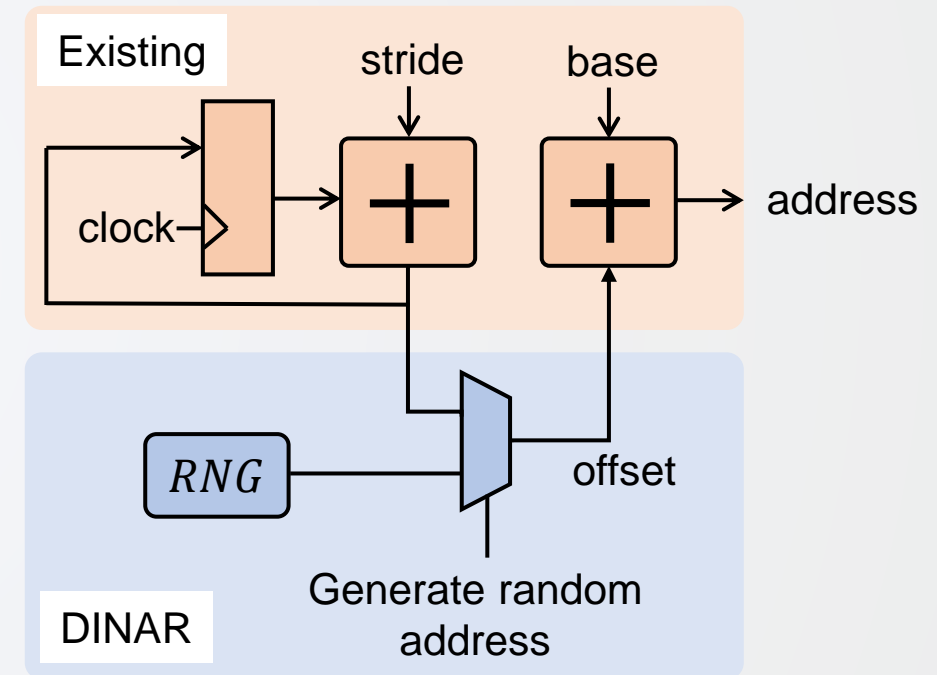 Existing
stride
base
clock
address
RNG
offset
Generate random
address
DINAR